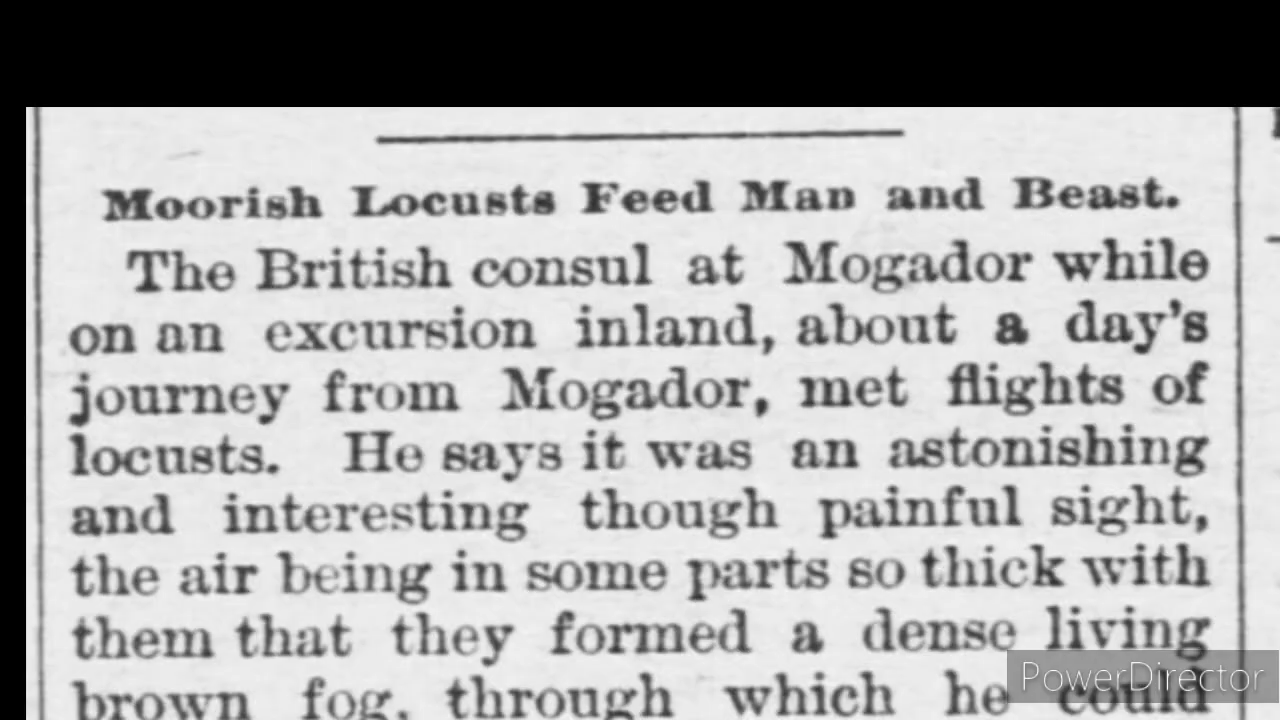 Moorish Locusts Feed Man and Beast.
The British consul at Mogador while
on an excursion inland, about a day's
journey from Mogador, met flights of
locusts. He says it was an astonishing
and interesting though painful sight,
the air being in some parts so thick with
them that they formed a dense living
brown fog, through which he could
PowerDirector